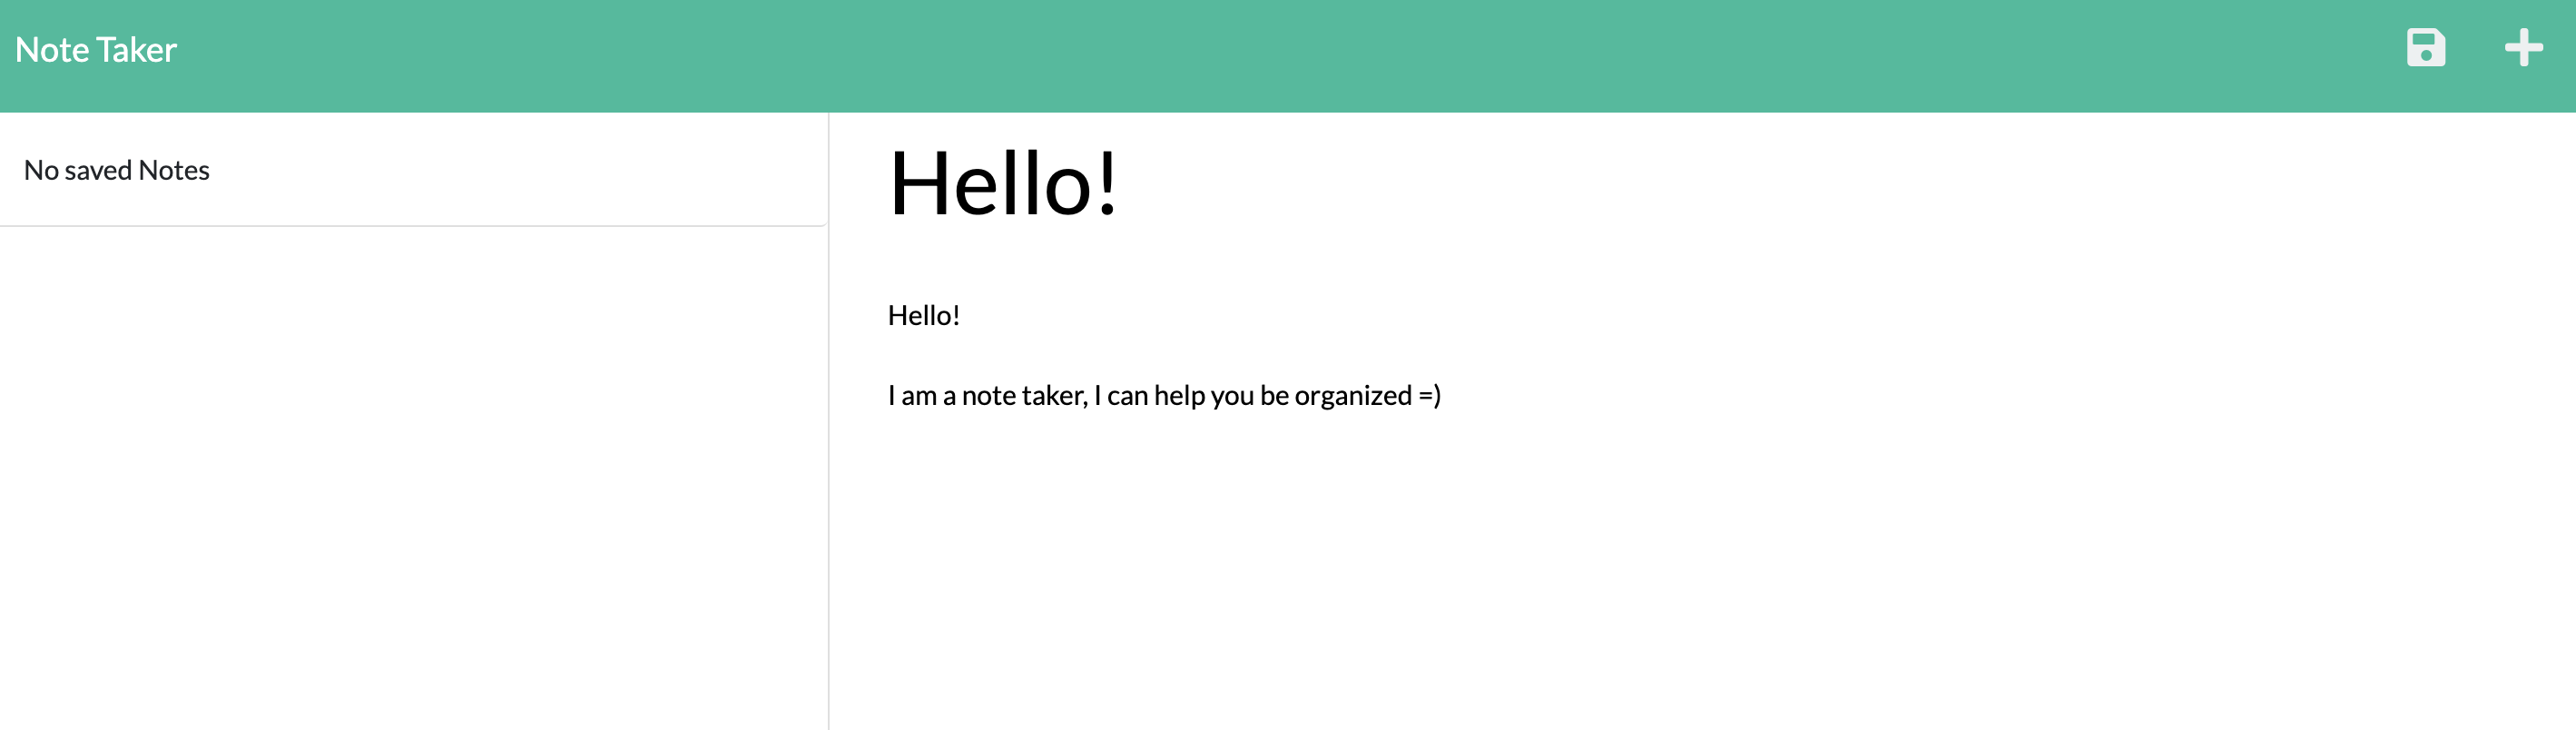 Note Taker
No saved Notes
Hello!
Hello!
I am a note taker, I can help you be organized =)